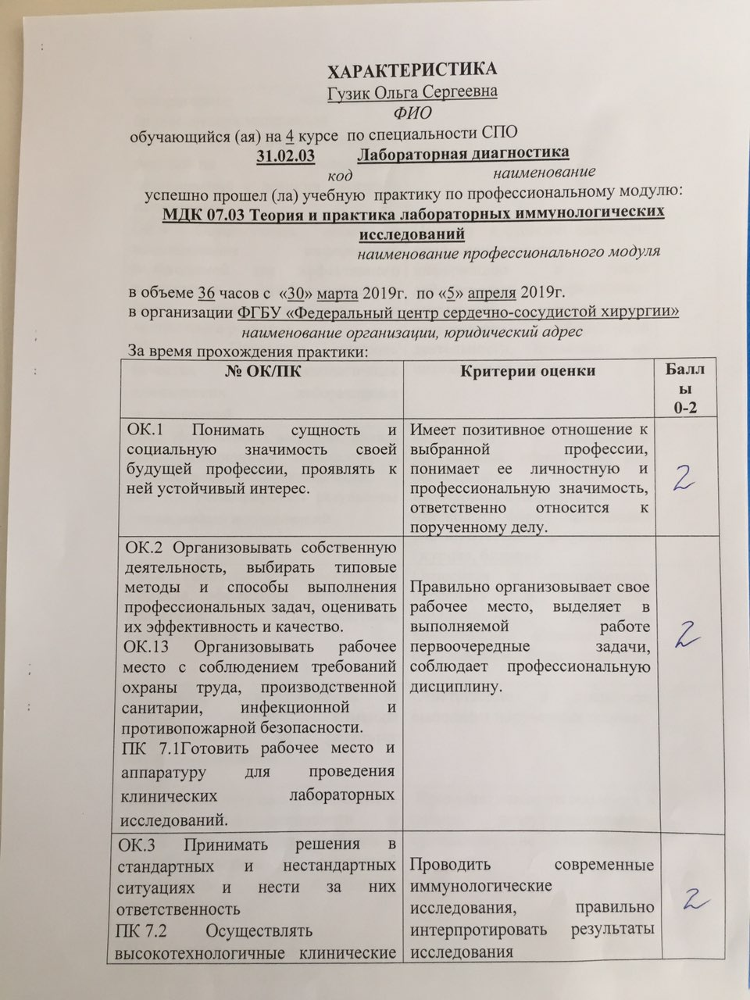 ХАРАКТЕРИСТИКА
Гузик Ольга Сергеевна
ФИО
обучающийся (ая) на 4 курсе по специальности СПО
31.02.03 Лабораторная диагностика
код наименование
успешно прошел (ла) учебную практику по профессиональному модулю:
МДК 07.03 Теория и практика лабораторных иммунологических
исследований
наименование профессионального модуля
в объеме 36 часов с «30» марта 2019г. по «5» апреля 2019г.
в организации ФГБУ «Федеральный центр сердечно-сосудистой хирургии»
наименование организации, юридический адрес
За время прохождения практики:
№ ОК/ПК
Критерии оценки
Балл
ы
0-2
ОК.1 Понимать сущность и
социальную значимость своей
будущей профессии, проявлять к
ней устойчивый интерес.
Имеет позитивное отношение к
выбранной профессии,
понимает ее личностную и
профессиональную значимость,
ответственно относится к
порученному делу.
2
ОК.2 Организовывать собственную
деятельность, выбирать типовые
методы и способы выполнения
профессиональных задач, оценивать
их эффективность и качество.
ОК.13 Организовывать рабочее
место с соблюдением требований
охраны труда, производственной
санитарии, инфекционной и
противопожарной безопасности.
ПК 7.1Готовить рабочее место и
аппаратуру для проведения
клинических лабораторных
исследований.
Правильно организовывает свое
рабочее место, выделяет в
выполняемой работе
первоочередные задачи,
соблюдает профессиональную
дисциплину.
2
ОК.3 Принимать решения в
стандартных и нестандартных
ситуациях и нести за них
ответственность
ПК 7.2 Осуществлять
высокотехнологичные клинические
Проводить современные
иммунологические
исследования, правильно
интерпротировать результаты
исследования
2